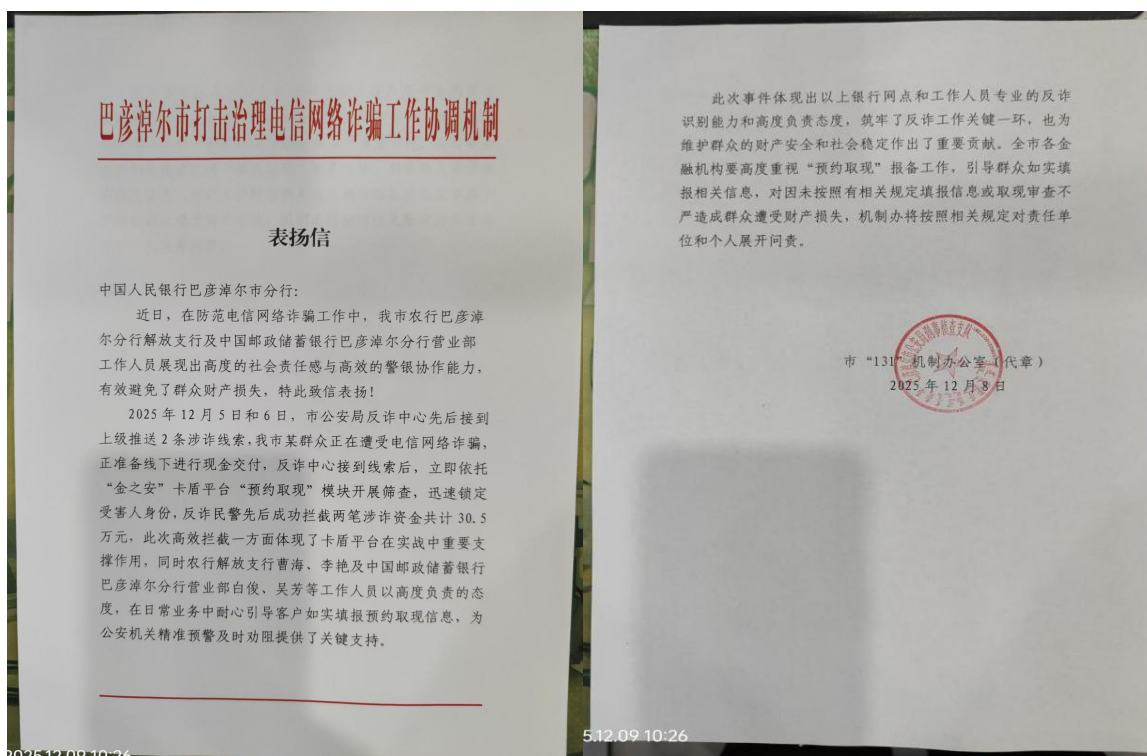 巴彦淖尔市打击治理电信网络诈骗工作协调机制
表扬信
中国人民银行巴彦淖尔市分行:
近日，在防范电信网络诈骗工作中，我市农行巴彦淖
尔分行解放支行及中国邮政储蓄银行巴彦淖尔分行营业部
工作人员展现出高度的社会责任感与高效的警银协作能力，
有效避免了群众财产损失，特此致信表扬！
2025年12月5日和6日，市公安局反诈中心先后接到
上级推送2条涉诈线索，我市某群众正在遭受电信网络诈骗，
正准备线下进行现金交付，反诈中心接到线索后，立即依托
“金之安”卡盾平台“预约取现”模块开展筛查，迅速锁定
受害人身份，反诈民警先后成功拦截两笔涉诈资金共计30.5
万元，此次高效拦截一方面体现了卡盾平台在实战中重要支
撑作用，同时农行解放支行曹海、李艳及中国邮政储蓄银行
巴彦淖尔分行营业部白俊、吴芳等工作人员以高度负责的态
度，在日常业务中耐心引导客户如实填报预约取现信息，为
公安机关精准预警及时劝阻提供了关键支持。
2025.12.09 10:26
此次事件体现出以上银行网点和工作人员专业的反诈
识别能力和高度负责态度，筑牢了反诈工作关键一环，也为
维护群众的财产安全和社会稳定作出了重要贡献。全市各金
融机构要高度重视“预约取现”报备工作，引导群众如实填
报相关信息，对因未按照有相关规定填报信息或取现审查不
严造成群众遭受财产损失，机制办将按照相关规定对责任单
位和个人展开问责。
市“131”机制办公室（代章）
2025年12月8日
5.12.09 10:26